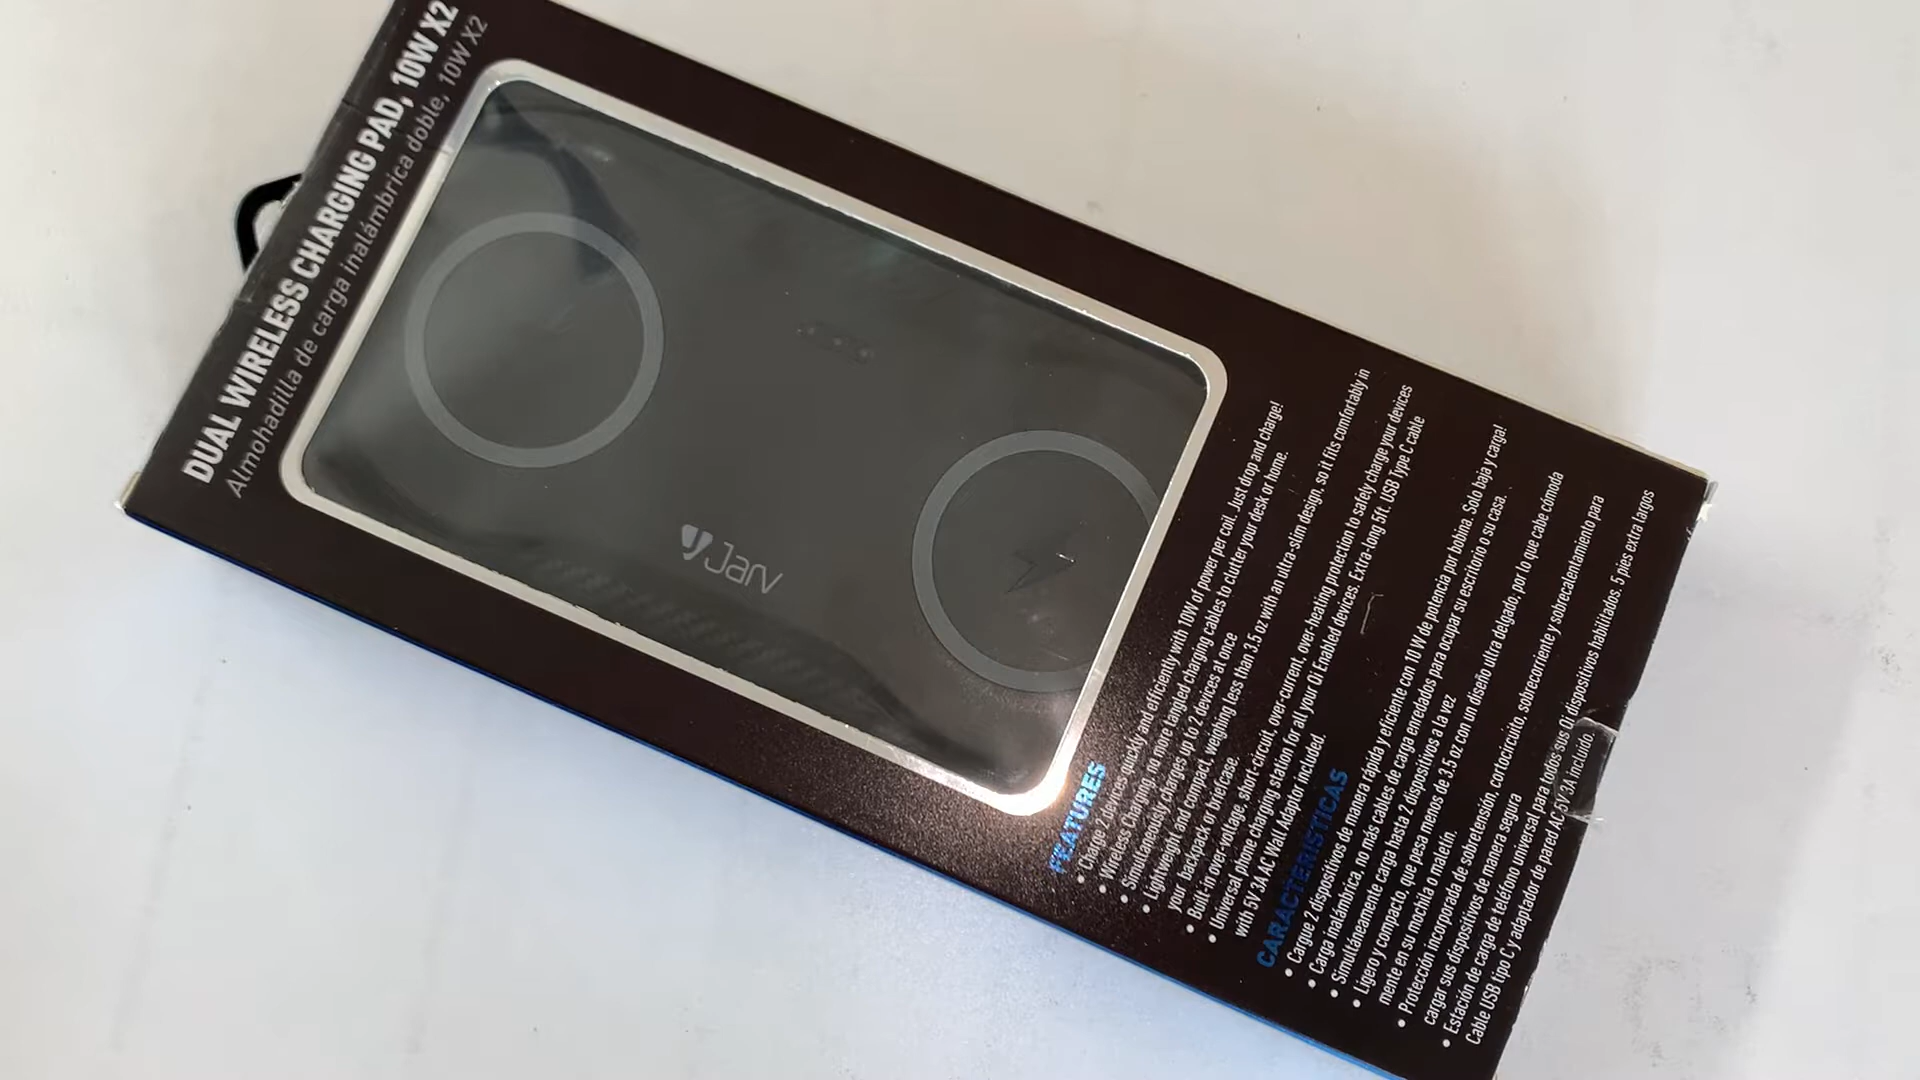 DUAL WIRELESS CHARGING PAD, 10W X2
Almohadilla de carga inalámbrica doble, 10W X2
Jarv
FEATURES
• Charge 2 devices quickly and efficiently with 10W of power per coil. Just drop and charge!
• Wireless Charging, no more tangled charging cables to clutter your desk or home.
• Simultaneously charges up to 2 devices at once
• Lightweight and compact, weighing less than 3.5 oz with an ultra-slim design, so it fits comfortably in
your backpack or briefcase.
• Built-in over-voltage, short-circuit, over-current, over-heating protection to safely charge your devices
• Universal phone charging station for all your Qi Enabled devices. Extra-long 5ft. USB Type C cable
with 5V 3A AC Wall Adaptor included.
CARACTERISTICAS
• Cargue 2 dispositivos de manera rápida y eficiente con 10 W de potencia por bobina. Solo baja y carga!
• Carga inalámbrica, no más cables de carga enredados para ocupar su escritorio o su casa.
• Simultáneamente carga hasta 2 dispositivos a la vez
• Ligero y compacto, que pesa menos de 3.5 oz con un diseño ultra delgado, por lo que cabe cómoda
mente en su mochila o maletín.
• Protección incorporada de sobretensión, cortocircuito, sobrecorriente y sobrecalentamiento para
cargar sus dispositivos de manera segura
• Estación de carga de teléfono universal para todos sus Qi dispositivos habilitados. 5 pies extra largos
Cable USB tipo C y adaptador de pared AC 5V 3A incluido.